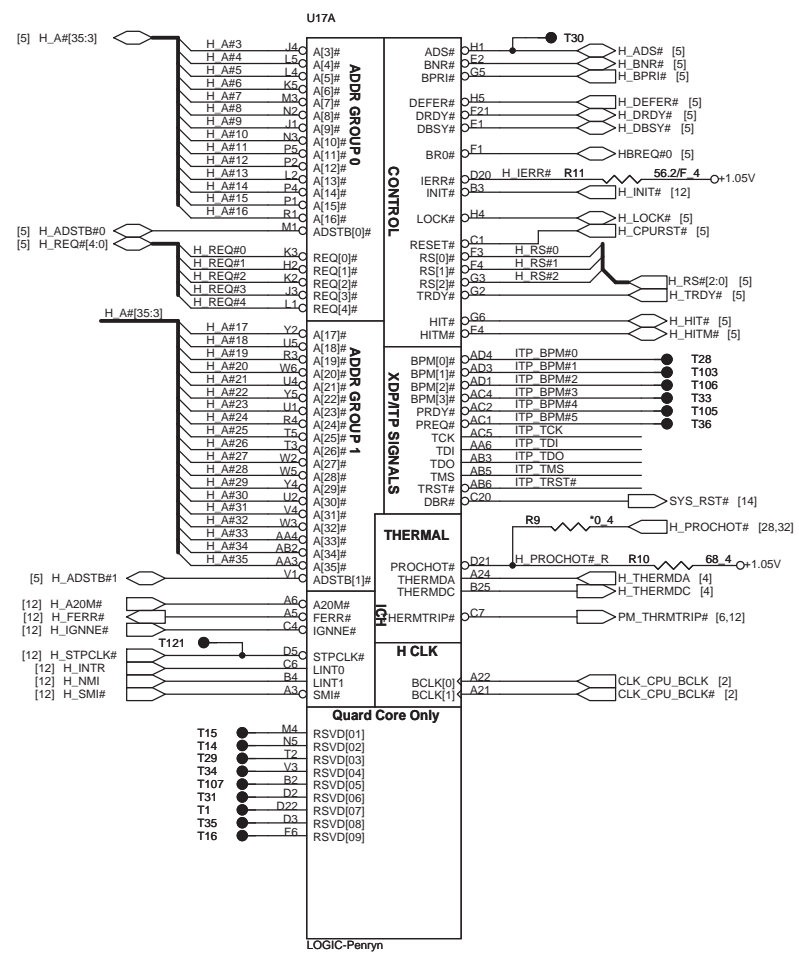 U17A
[5] H_A#[35:3]
H_A#3 J4 A[3]#
H_A#4 L5 A[4]#
H_A#5 L4 A[5]#
H_A#6 K5 A[6]#
H_A#7 M3 A[7]#
H_A#8 N2 A[8]#
H_A#9 J1 A[9]#
H_A#10 N3 A[10]#
H_A#11 P5 A[11]#
H_A#12 P2 A[12]#
H_A#13 L2 A[13]#
H_A#14 P4 A[14]#
H_A#15 P1 A[15]#
H_A#16 R1 A[16]#
[5] H_ADSTB#0 M1 ADSTB[0]#
[5] H_REQ#[4:0]
H_REQ#0 K3 REQ[0]#
H_REQ#1 H2 REQ[1]#
H_REQ#2 K2 REQ[2]#
H_REQ#3 J3 REQ[3]#
H_REQ#4 L1 REQ[4]#
ADDR GROUP 0
H_A#[35:3]
H_A#17 Y2 A[17]#
H_A#18 U5 A[18]#
H_A#19 R3 A[19]#
H_A#20 W6 A[20]#
H_A#21 U4 A[21]#
H_A#22 Y5 A[22]#
H_A#23 U1 A[23]#
H_A#24 R4 A[24]#
H_A#25 T5 A[25]#
H_A#26 T3 A[26]#
H_A#27 W2 A[27]#
H_A#28 W5 A[28]#
H_A#29 Y4 A[29]#
H_A#30 U2 A[30]#
H_A#31 V4 A[31]#
H_A#32 W3 A[32]#
H_A#33 AA4 A[33]#
H_A#34 AB2 A[34]#
H_A#35 AA3 A[35]#
[5] H_ADSTB#1 V1 ADSTB[1]#
ADDR GROUP 1
[12] H_A20M# A6 A20M#
[12] H_FERR# A5 FERR#
[12] H_IGNNE# C4 IGNNE#
T121
[12] H_STPCLK# D5 STPCLK#
[12] H_INTR C6 LINT0
[12] H_NMI B4 LINT1
[12] H_SMI# A3 SMI#
ICH
T30
ADS# H1 H_ADS# [5]
BNR# E2 H_BNR# [5]
BPRI# G5 H_BPRI# [5]
DEFER# H5 H_DEFER# [5]
DRDY# F21 H_DRDY# [5]
DBSY# E1 H_DBSY# [5]
BR0# F1 HBREQ#0 [5]
IERR# D20 H_IERR# R11 56.2/F_4 +1.05V
INIT# B3 H_INIT# [12]
LOCK# H4 H_LOCK# [5]
RESET# C1 H_CPURST# [5]
RS[0]# F3 H_RS#0
RS[1]# F4 H_RS#1
RS[2]# G3 H_RS#2
H_RS#[2:0] [5]
TRDY# G2 H_TRDY# [5]
HIT# G6 H_HIT# [5]
HITM# E4 H_HITM# [5]
CONTROL
BPM[0]# AD4 ITP_BPM#0 T28
BPM[1]# AD3 ITP_BPM#1 T103
BPM[2]# AD1 ITP_BPM#2 T106
BPM[3]# AC4 ITP_BPM#3 T33
PRDY# AC2 ITP_BPM#4 T105
PREQ# AC1 ITP_BPM#5 T36
TCK AC5 ITP_TCK
TDI AA6 ITP_TDI
TDO AB3 ITP_TDO
TMS AB5 ITP_TMS
TRST# AB6 ITP_TRST#
DBR# C20 SYS_RST# [14]
XDP/ITP SIGNALS
THERMAL
R9 *0_4 H_PROCHOT# [28,32]
PROCHOT# D21 H_PROCHOT#_R R10 68_4 +1.05V
THERMDA A24 H_THERMDA [4]
THERMDC B25 H_THERMDC [4]
THERMTRIP# C7 PM_THRMTRIP# [6,12]
H CLK
BCLK[0] A22 CLK_CPU_BCLK [2]
BCLK[1] A21 CLK_CPU_BCLK# [2]
Quard Core Only
T15 M4 RSVD[01]
T14 N5 RSVD[02]
T29 T2 RSVD[03]
T34 V3 RSVD[04]
T107 B2 RSVD[05]
T31 D2 RSVD[06]
T1 D22 RSVD[07]
T35 D3 RSVD[08]
T16 F6 RSVD[09]
LOGIC-Penryn